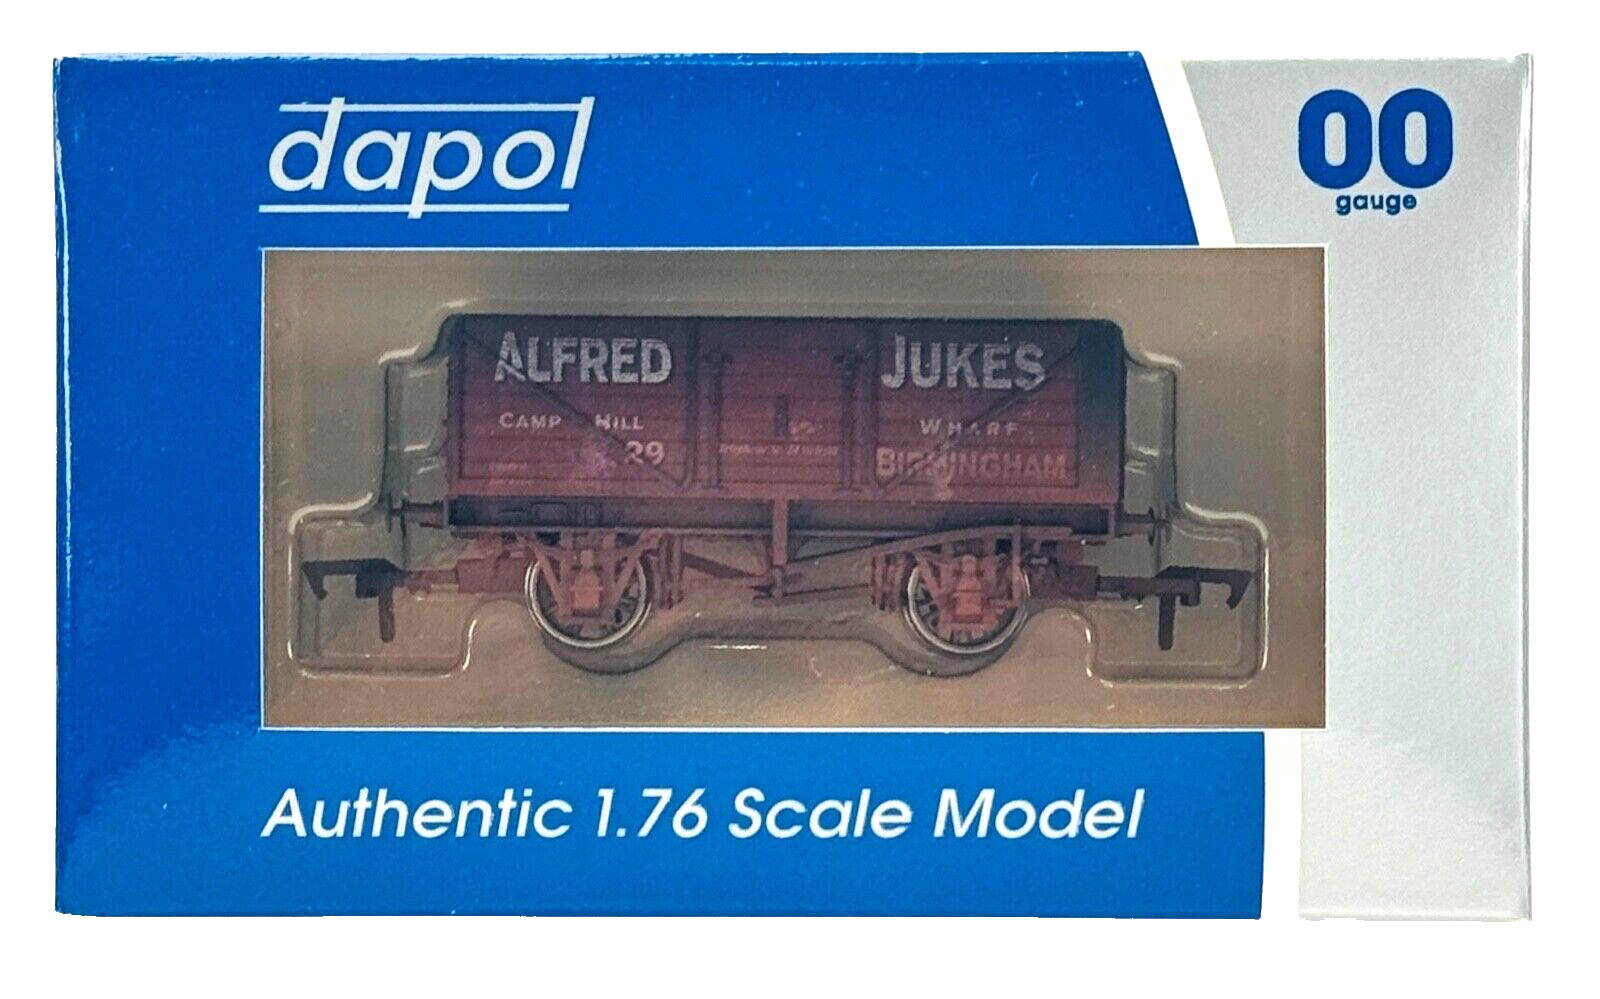 dapol
00
gauge
ALFRED JUKES
CAMP HILL WHARF
29 BIRMINGHAM
Authentic 1.76 Scale Model